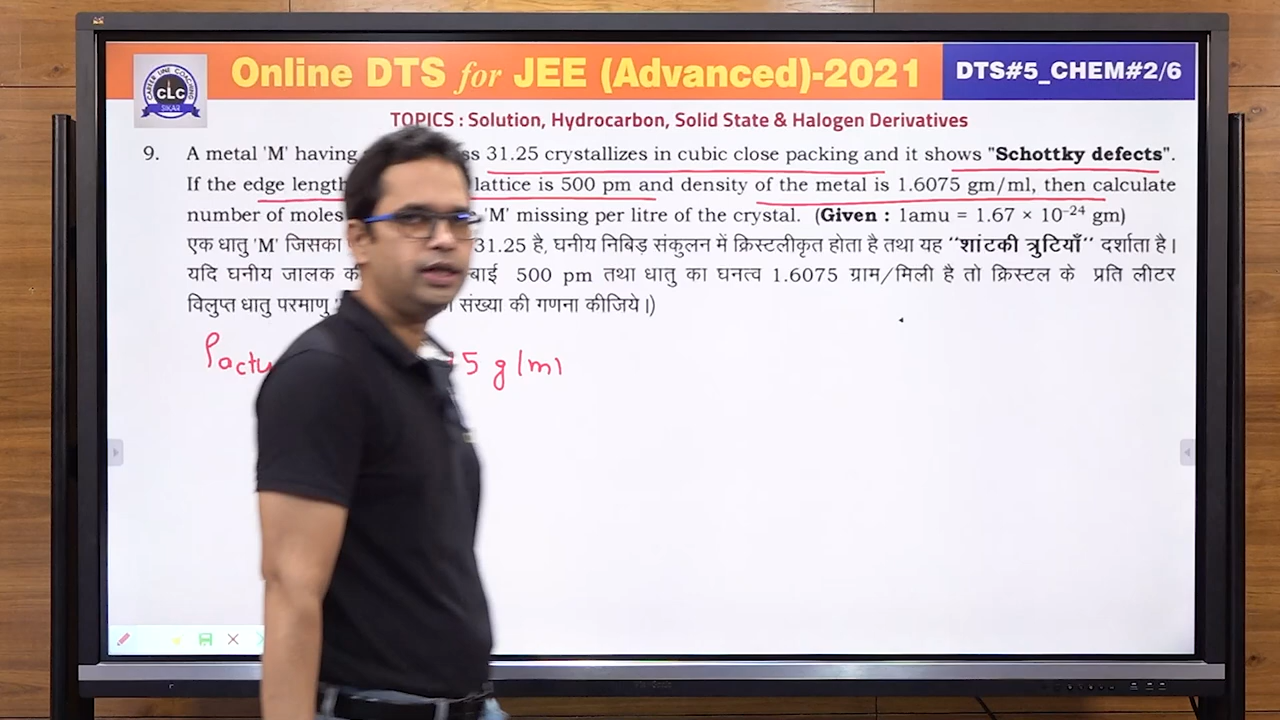 CAREER LINE COACHING
CLC
SIKAR
Online DTS for JEE (Advanced)-2021
DTS#5_CHEM#2/6
TOPICS : Solution, Hydrocarbon, Solid State & Halogen Derivatives
9. A metal 'M' having 31.25 crystallizes in cubic close packing and it shows "Schottky defects".
If the edge length lattice is 500 pm and density of the metal is 1.6075 gm/ml, then calculate
number of moles 'M' missing per litre of the crystal. (Given : 1amu = 1.67 × 10⁻²⁴ gm)
एक धातु 'M' जिसका 31.25 है, घनीय निबिड़ संकुलन में क्रिस्टलीकृत होता है तथा यह "शांटकी त्रुटियाँ" दर्शाता है।
यदि घनीय जालक 500 pm तथा धातु का घनत्व 1.6075 ग्राम/मिली है तो क्रिस्टल के प्रति लीटर
विलुप्त धातु परमाणु संख्या की गणना कीजिये।)
5 g/ml